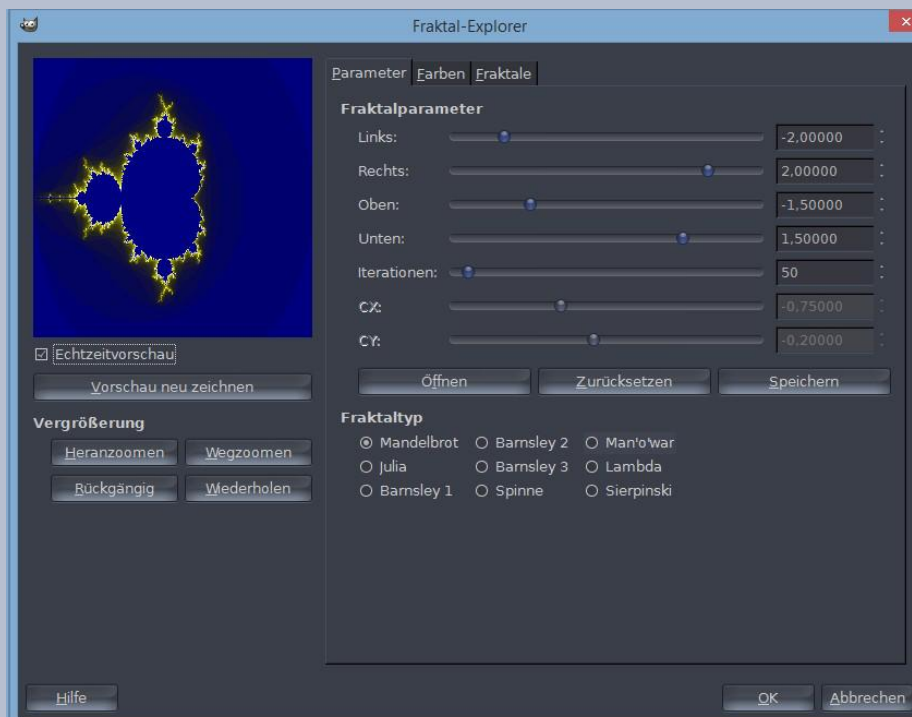 Fraktal-Explorer
Parameter Farben Fraktale
Fraktalparameter
Links: -2,00000
Rechts: 2,00000
Oben: -1,50000
Unten: 1,50000
Iterationen: 50
CX: -0,75000
CY: -0,20000
Echtzeitvorschau
Vorschau neu zeichnen
Öffnen Zurücksetzen Speichern
Vergrößerung
Heranzoomen Wegzoomen
Rückgängig Wiederholen
Fraktaltyp
Mandelbrot Barnsley 2 Man'o'war
Julia Barnsley 3 Lambda
Barnsley 1 Spinne Sierpinski
Hilfe OK Abbrechen